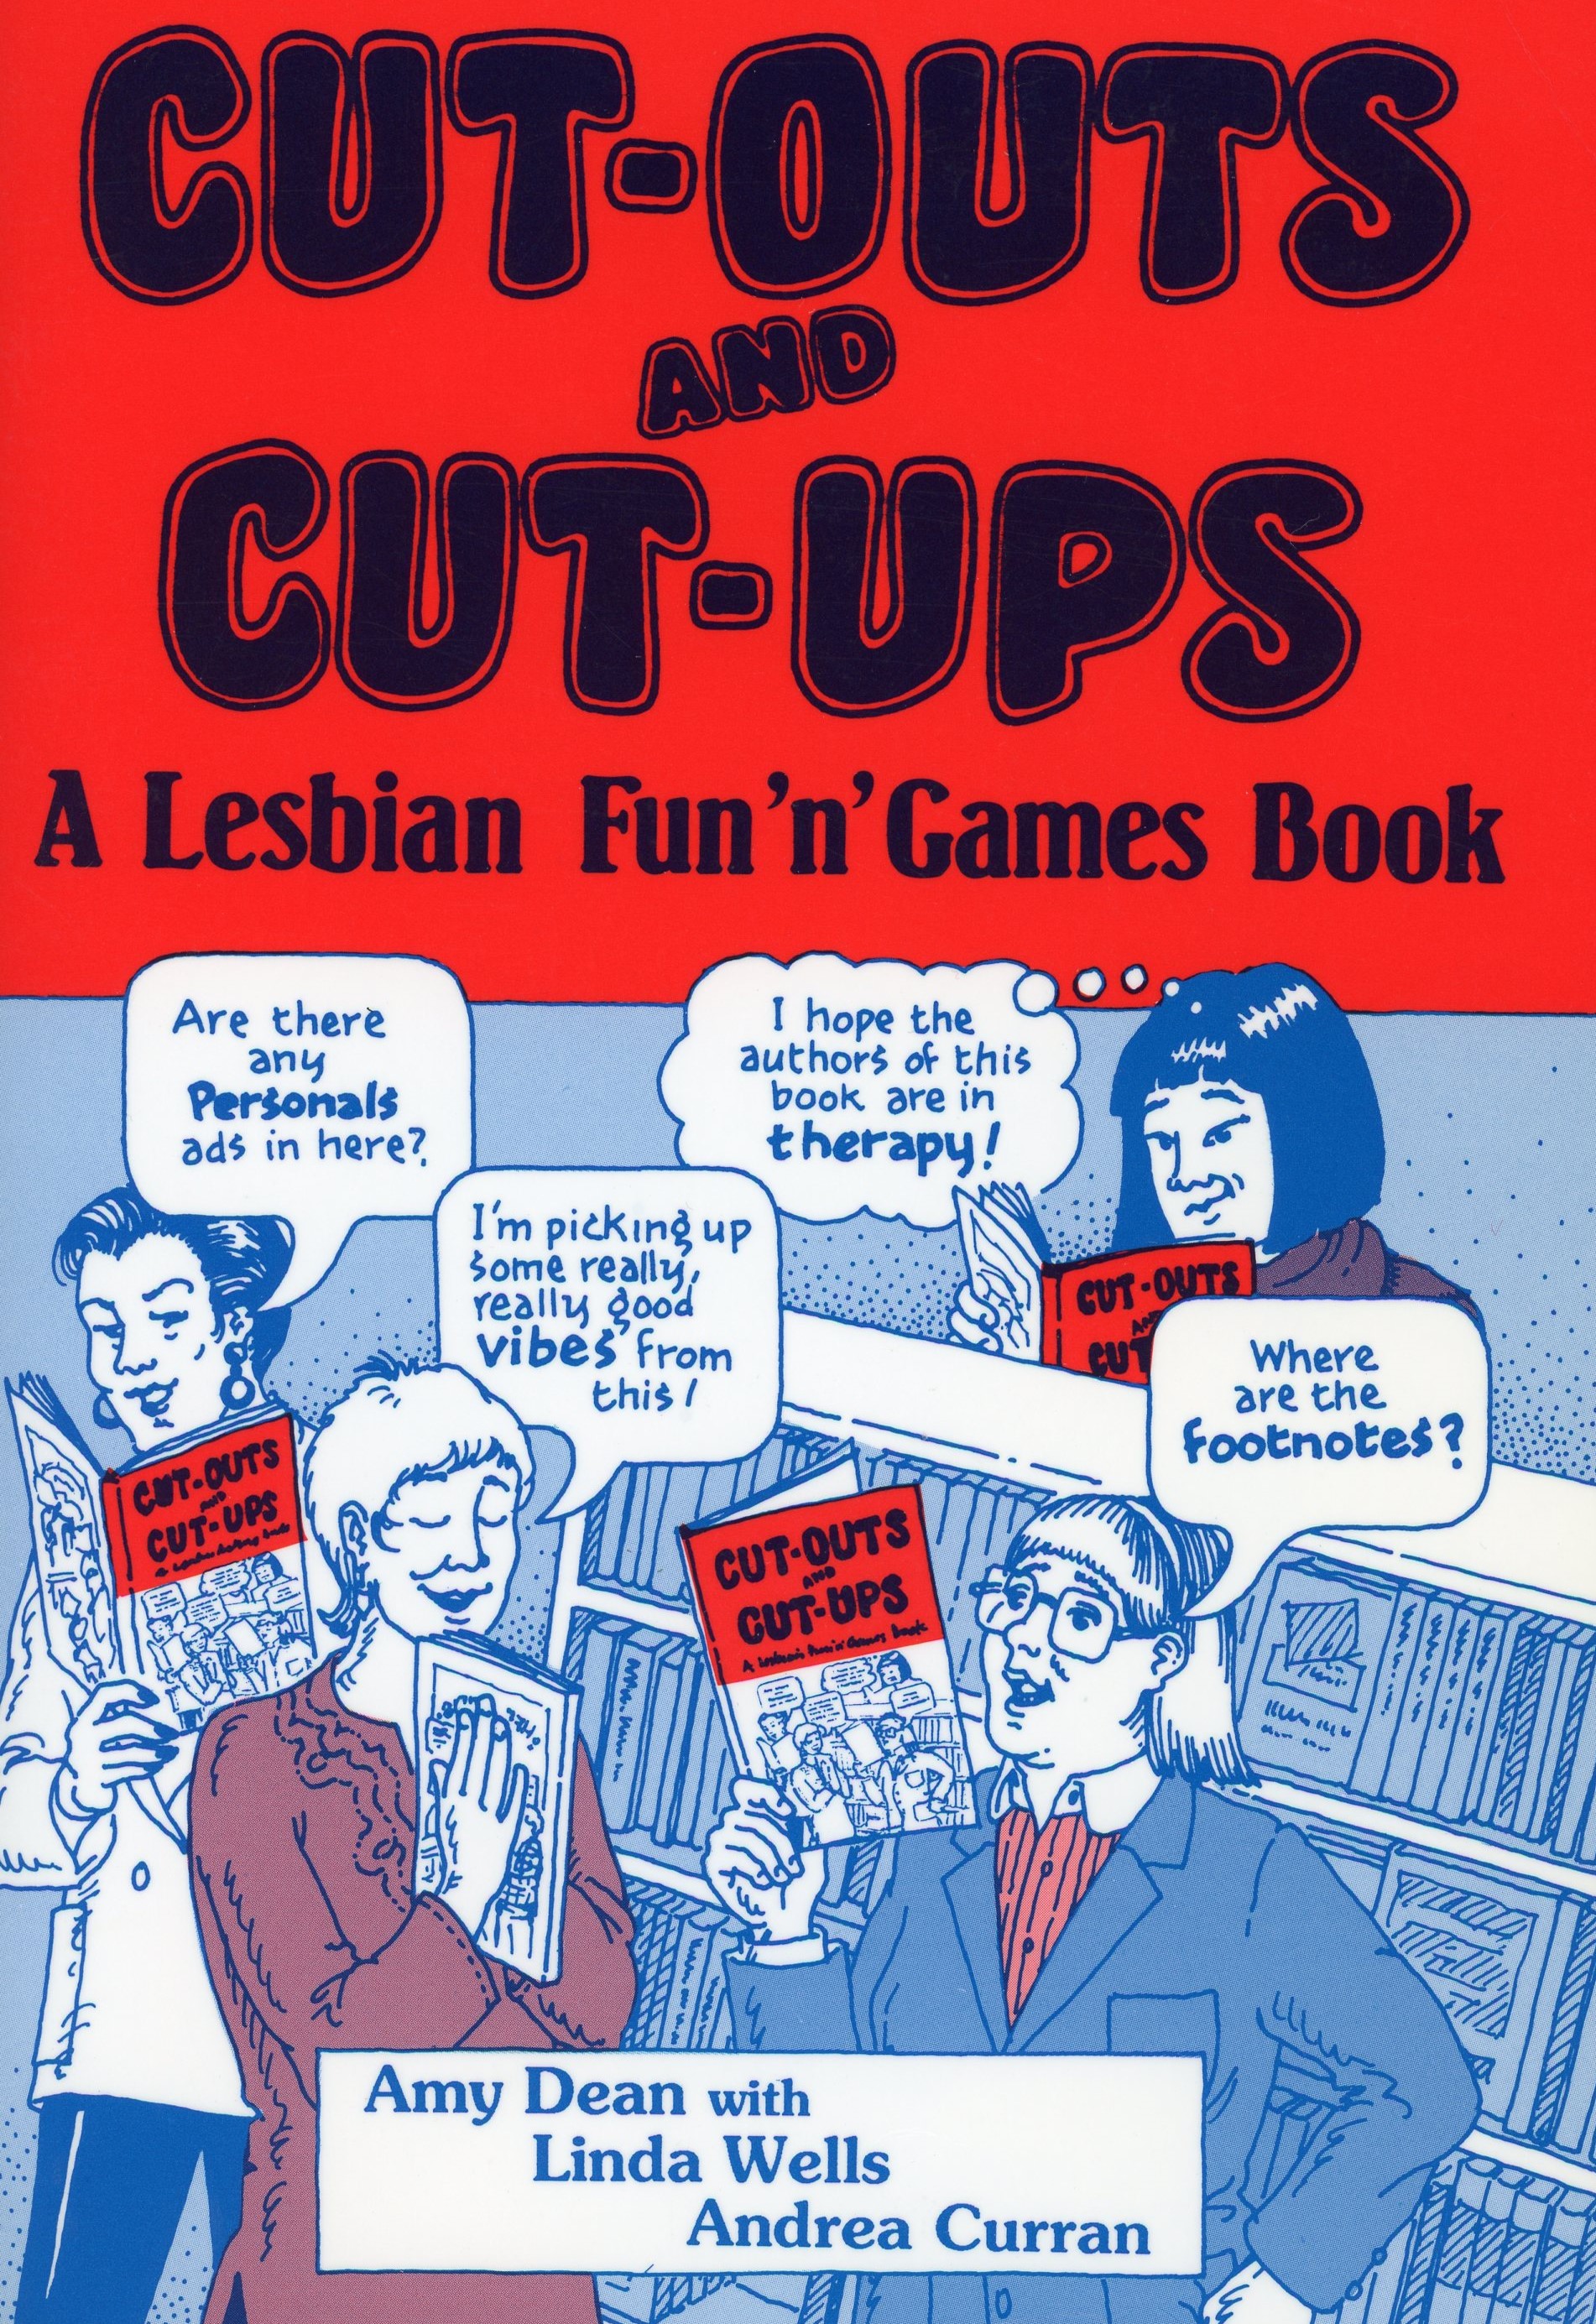 CUT-OUTS
AND
CUT-UPS
A Lesbian Fun 'n' Games Book
Are there
any
Personals
ads in here?
I hope the
authors of this
book are in
therapy!
I'm picking up
some really,
really good
vibes from
this!
CUT-OUTS
CUT
Where
are the
footnotes?
CUT-OUTS
AND
CUT-UPS
CUT-OUTS
AND
CUT-UPS
Amy Dean with
Linda Wells
Andrea Curran